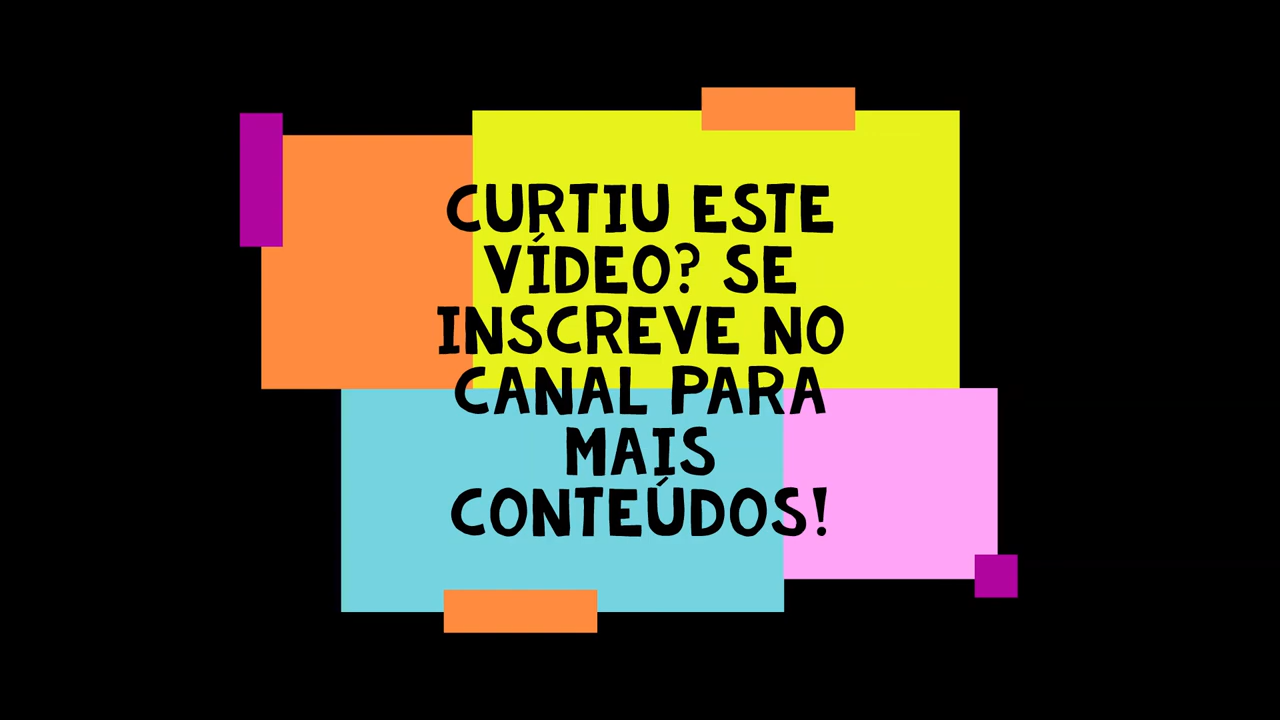 CURTIU ESTE
VÍDEO? SE
INSCREVE NO
CANAL PARA
MAIS
CONTEÚDOS!